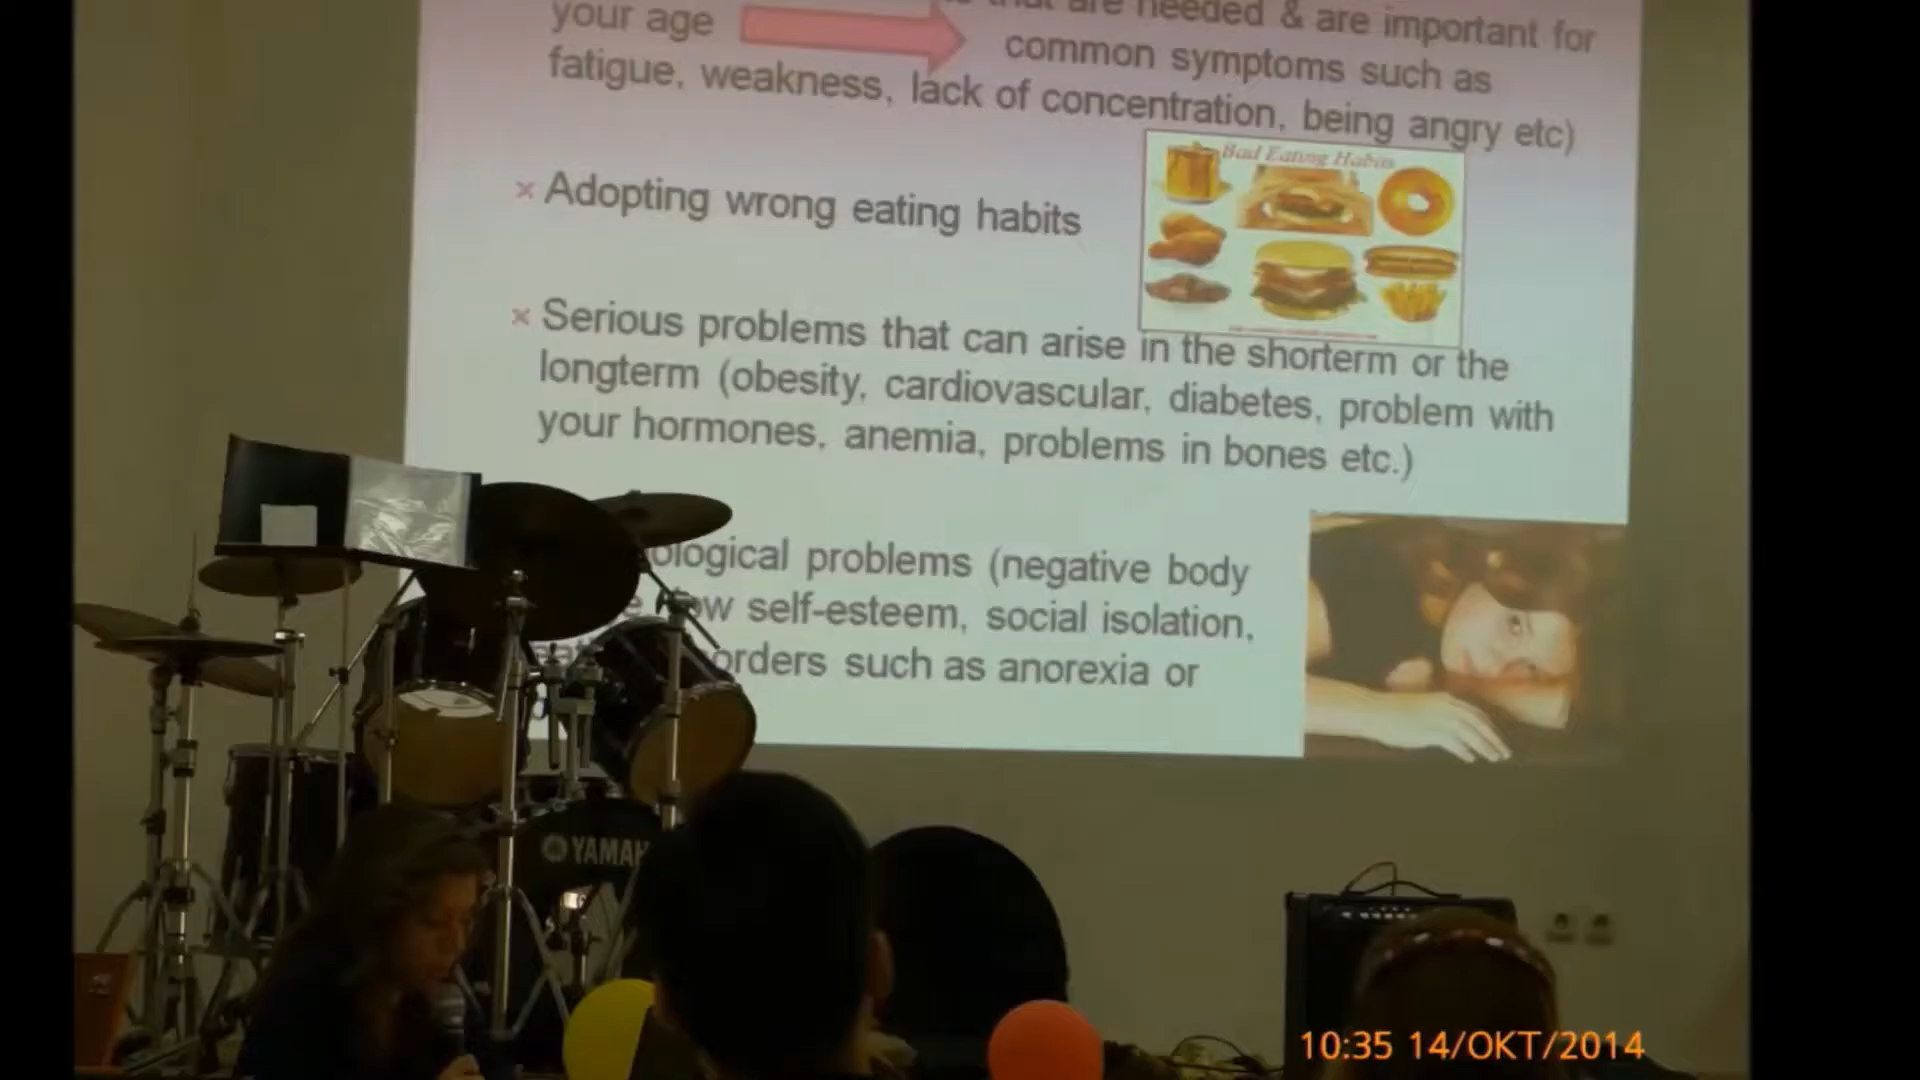 that are needed & are important for
your age common symptoms such as
fatigue, weakness, lack of concentration, being angry etc)
Bad Eating Habits
× Adopting wrong eating habits
× Serious problems that can arise in the shorterm or the
longterm (obesity, cardiovascular, diabetes, problem with
your hormones, anemia, problems in bones etc.)
ological problems (negative body
ow self-esteem, social isolation,
orders such as anorexia or
YAMAH
10:35 14/OKT/2014